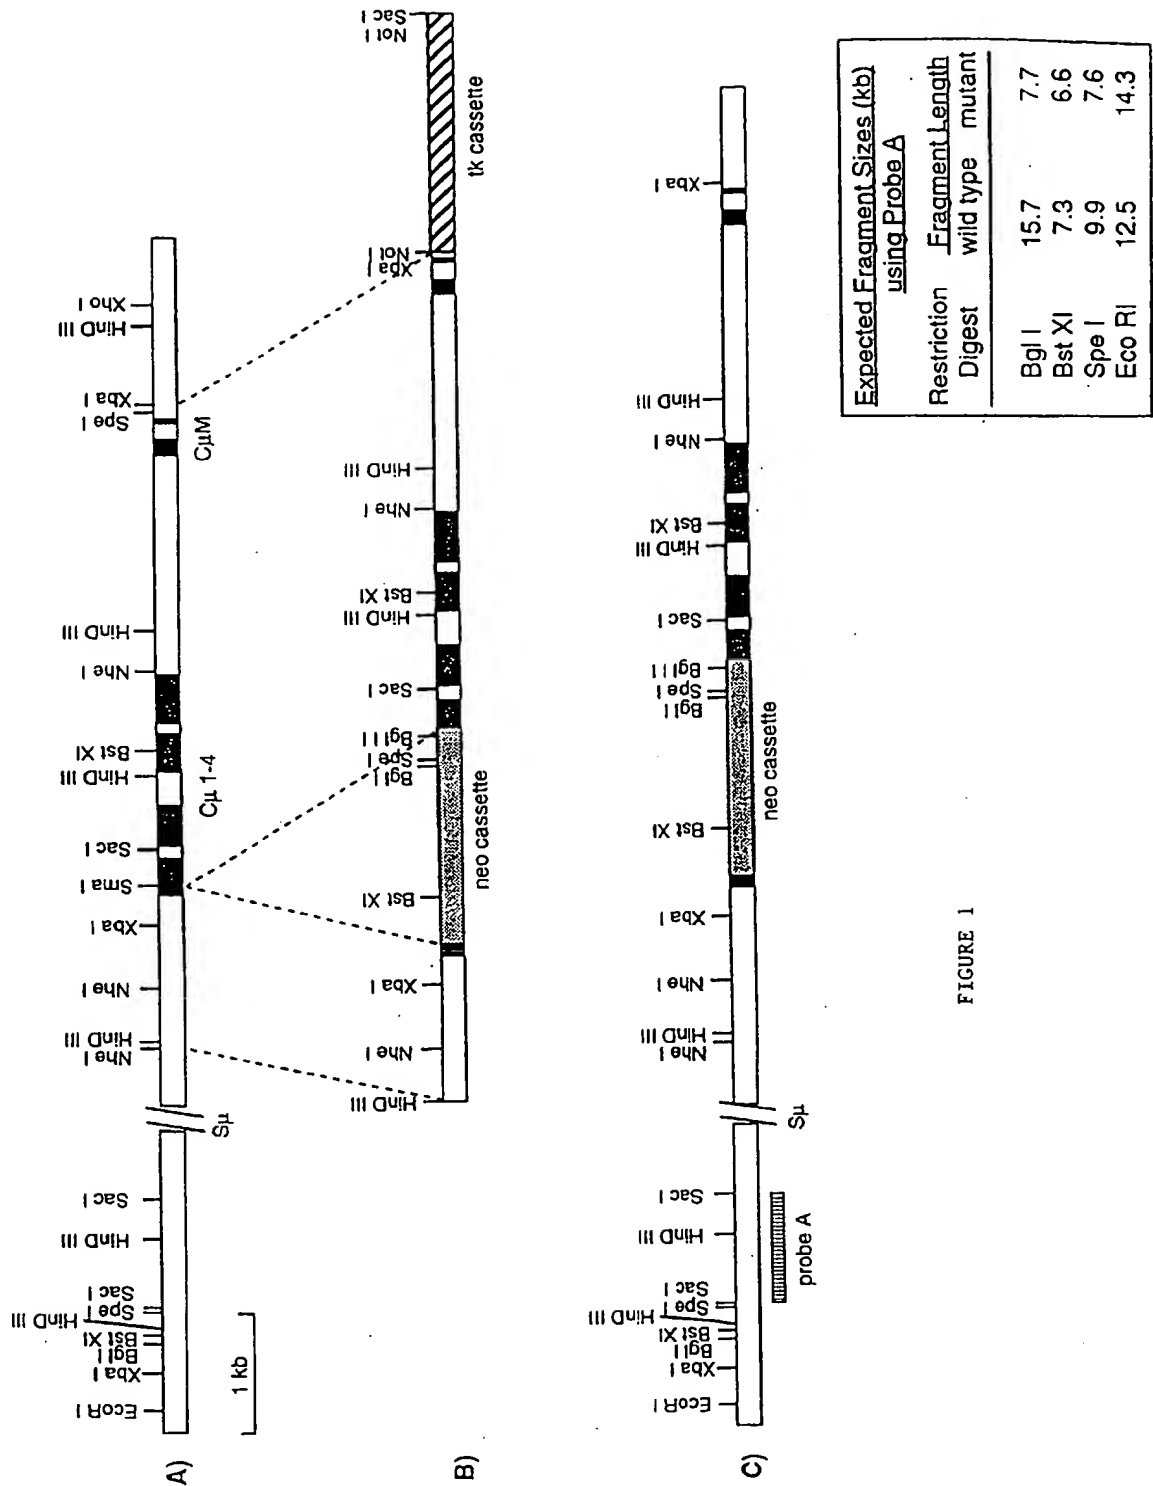 A)
EcoR I
Xba I
Bgl I
Bst XI
HinD III
Spe I
Sac I
HinD III
Sac I
Nhe I
HinD III
Nhe I
Xba I
Sma I
Sac I
HinD III
Bst XI
Nhe I
HinD III
Spe I
Xba I
HinD III
Xho I
Sµ
Cµ 1-4
CµM
1 kb
B)
HinD III
Nhe I
Xba I
Bst XI
Bgl I
Spe I
Bgl II
Sac I
HinD III
Bst XI
Nhe I
HinD III
Xba I
Not I
Not I
Sac I
neo cassette
tk cassette
C)
EcoR I
Xba I
Bgl I
Bst XI
HinD III
Spe I
Sac I
HinD III
Sac I
Nhe I
HinD III
Nhe I
Xba I
Bst XI
Bgl I
Spe I
Bgl II
Sac I
HinD III
Bst XI
Nhe I
HinD III
Xba I
probe A
Sµ
neo cassette
Expected Fragment Sizes (kb)
using Probe A
Restriction Fragment Length
Digest wild type mutant
Bgl I 15.7 7.7
Bst XI 7.3 6.6
Spe I 9.9 7.6
Eco RI 12.5 14.3
FIGURE 1